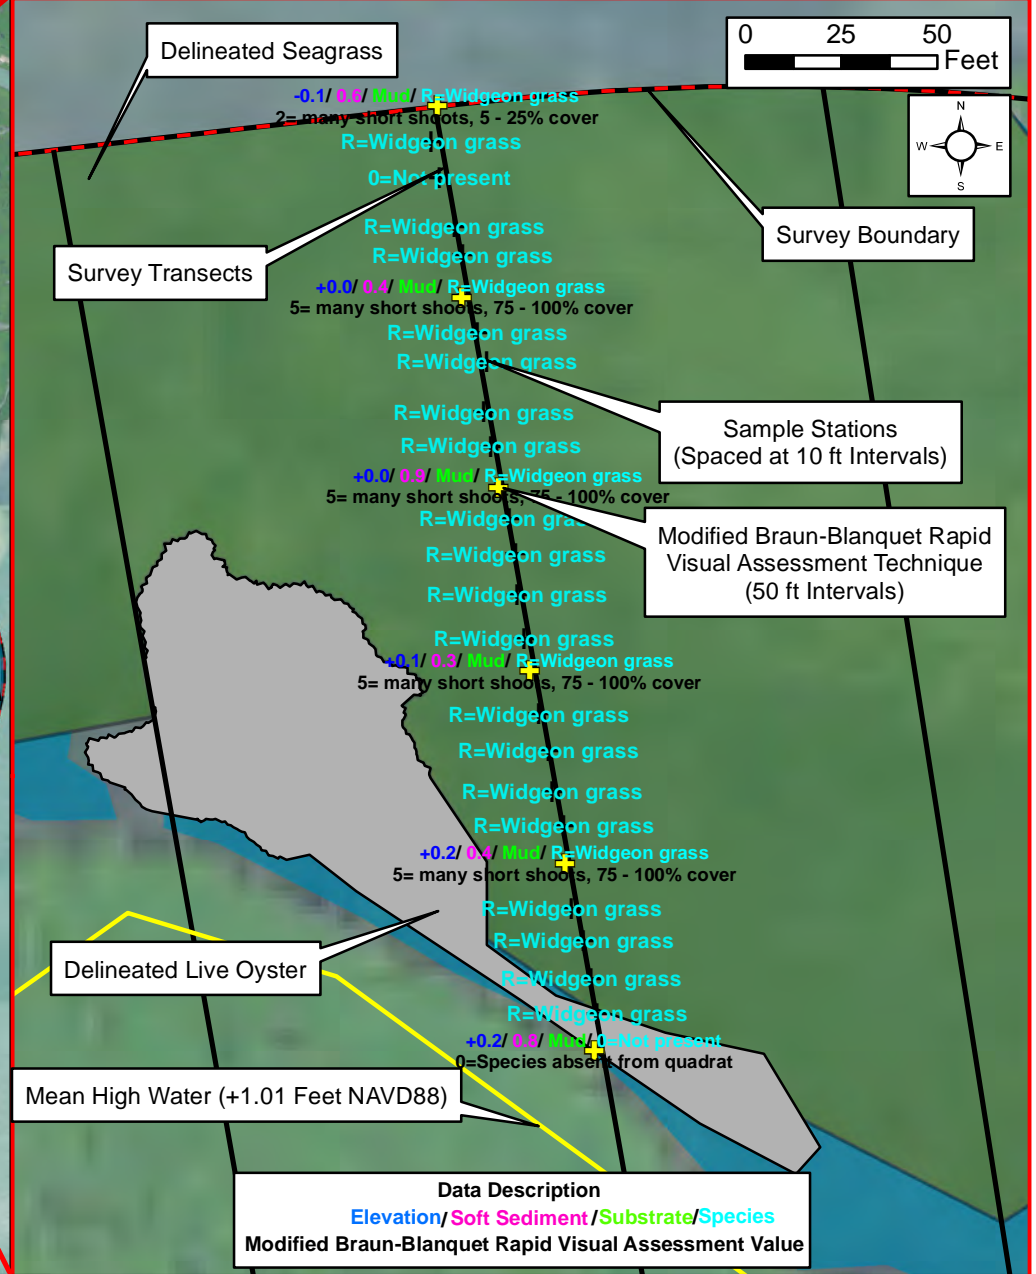 0 25 50
Feet
Delineated Seagrass
N
W E
S
-0.1/ 0.6/ Mud/ R=Widgeon grass
2= many short shoots, 5 - 25% cover
R=Widgeon grass
0=Not present
Survey Boundary
R=Widgeon grass
Survey Transects
R=Widgeon grass
+0.0/ 0.4/ Mud/ R=Widgeon grass
5= many short shoots, 75 - 100% cover
R=Widgeon grass
R=Widgeon grass
R=Widgeon grass
Sample Stations
(Spaced at 10 ft Intervals)
R=Widgeon grass
+0.0/ 0.9/ Mud/ R=Widgeon grass
5= many short shoots, 75 - 100% cover
R=Widgeon grass
Modified Braun-Blanquet Rapid
Visual Assessment Technique
(50 ft Intervals)
R=Widgeon grass
R=Widgeon grass
R=Widgeon grass
+0.1/ 0.3/ Mud/ R=Widgeon grass
5= many short shoots, 75 - 100% cover
R=Widgeon grass
R=Widgeon grass
R=Widgeon grass
R=Widgeon grass
+0.2/ 0.4/ Mud/ R=Widgeon grass
5= many short shoots, 75 - 100% cover
R=Widgeon grass
R=Widgeon grass
Delineated Live Oyster
R=Widgeon grass
R=Widgeon grass
+0.2/ 0.8/ Mud/ 0=Not present
0=Species absent from quadrat
Mean High Water (+1.01 Feet NAVD88)
Data Description
Elevation/ Soft Sediment /Substrate/Species
Modified Braun-Blanquet Rapid Visual Assessment Value